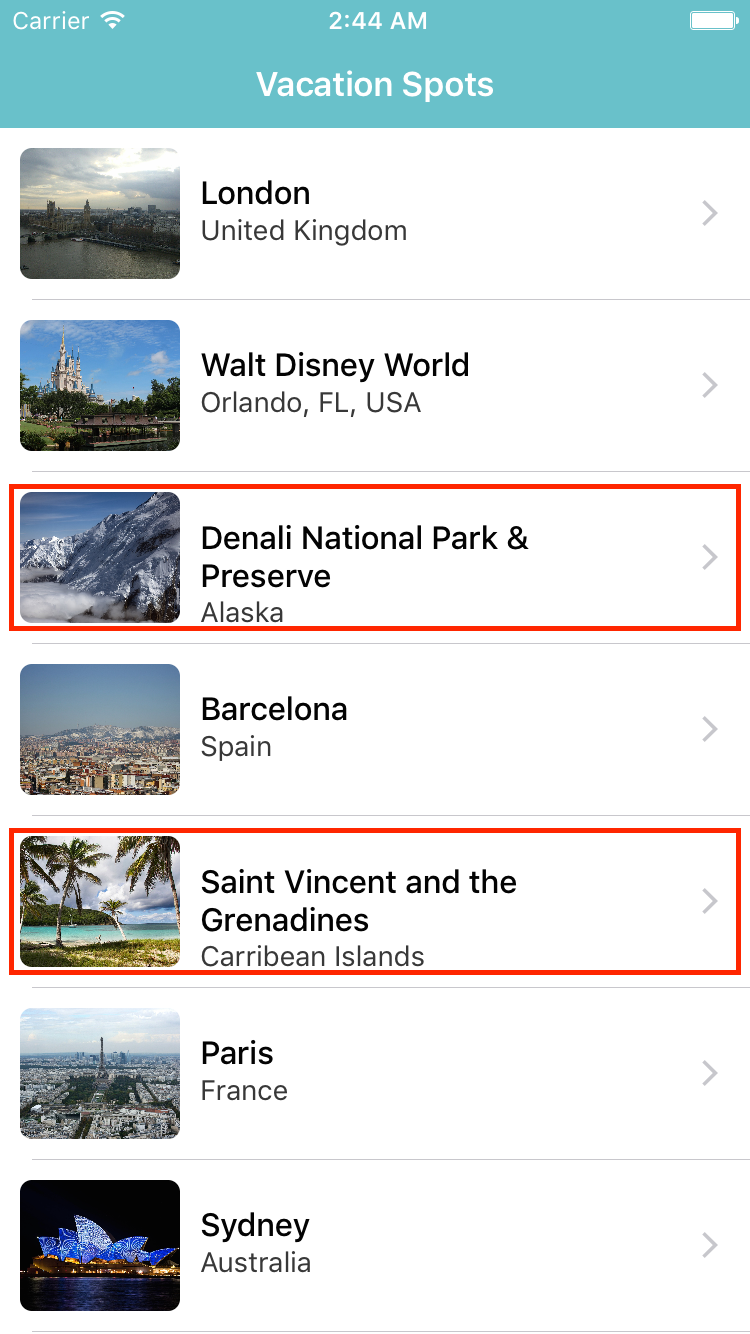 Carrier 2:44 AM
Vacation Spots
London
United Kingdom
Walt Disney World
Orlando, FL, USA
Denali National Park &
Preserve
Alaska
Barcelona
Spain
Saint Vincent and the
Grenadines
Carribean Islands
Paris
France
Sydney
Australia